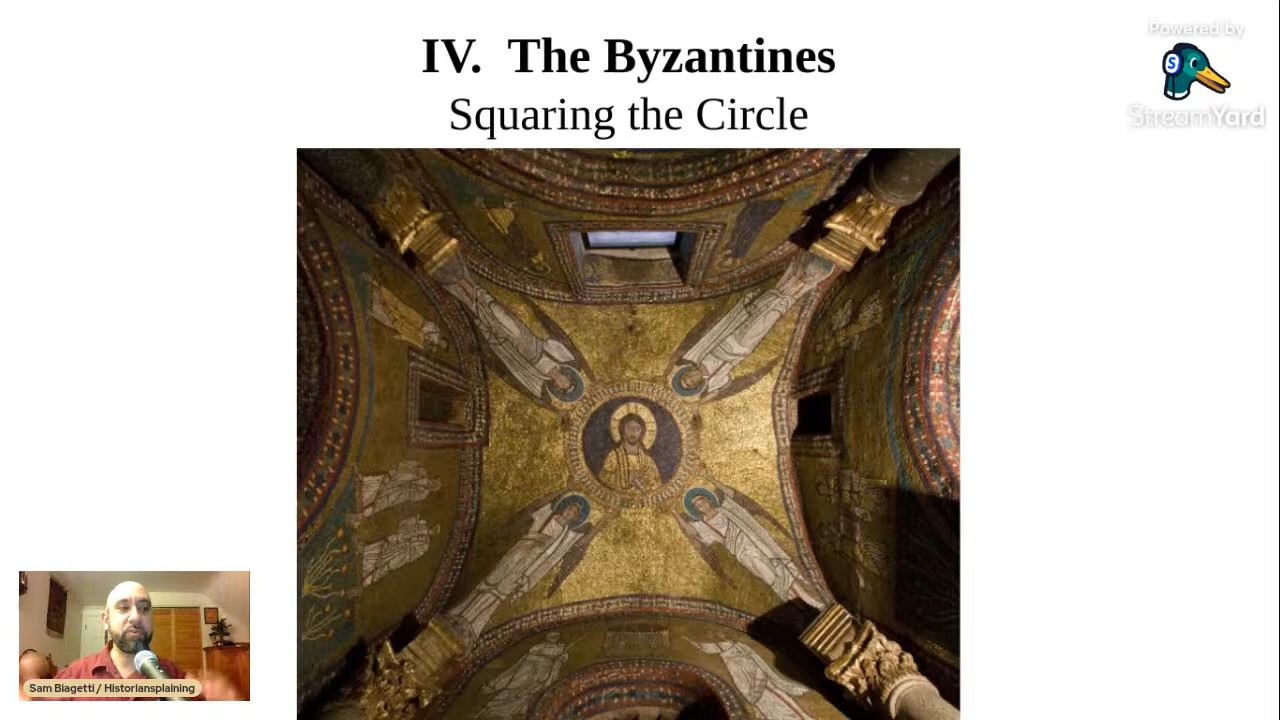 IV. The Byzantines
Squaring the Circle
Powered by
S
StreamYard
Sam Biagetti / Historiansplaining